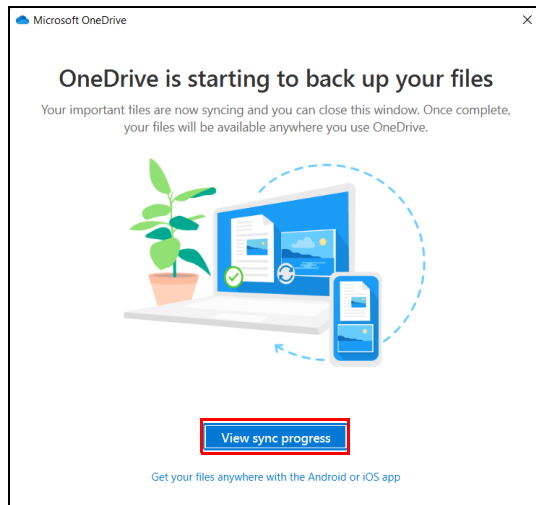 Microsoft OneDrive
OneDrive is starting to back up your files
Your important files are now syncing and you can close this window. Once complete,
your files will be available anywhere you use OneDrive.
View sync progress
Get your files anywhere with the Android or iOS app